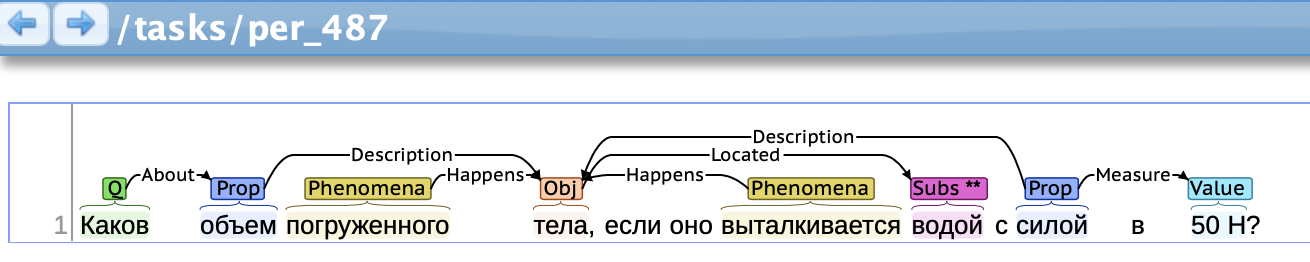 /tasks/per_487
Description
Description Located
About Happens Happens Measure
Q Prop Phenomena Obj Phenomena Subs ** Prop Value
1 Каков объем погруженного тела, если оно выталкивается водой с силой в 50 Н?